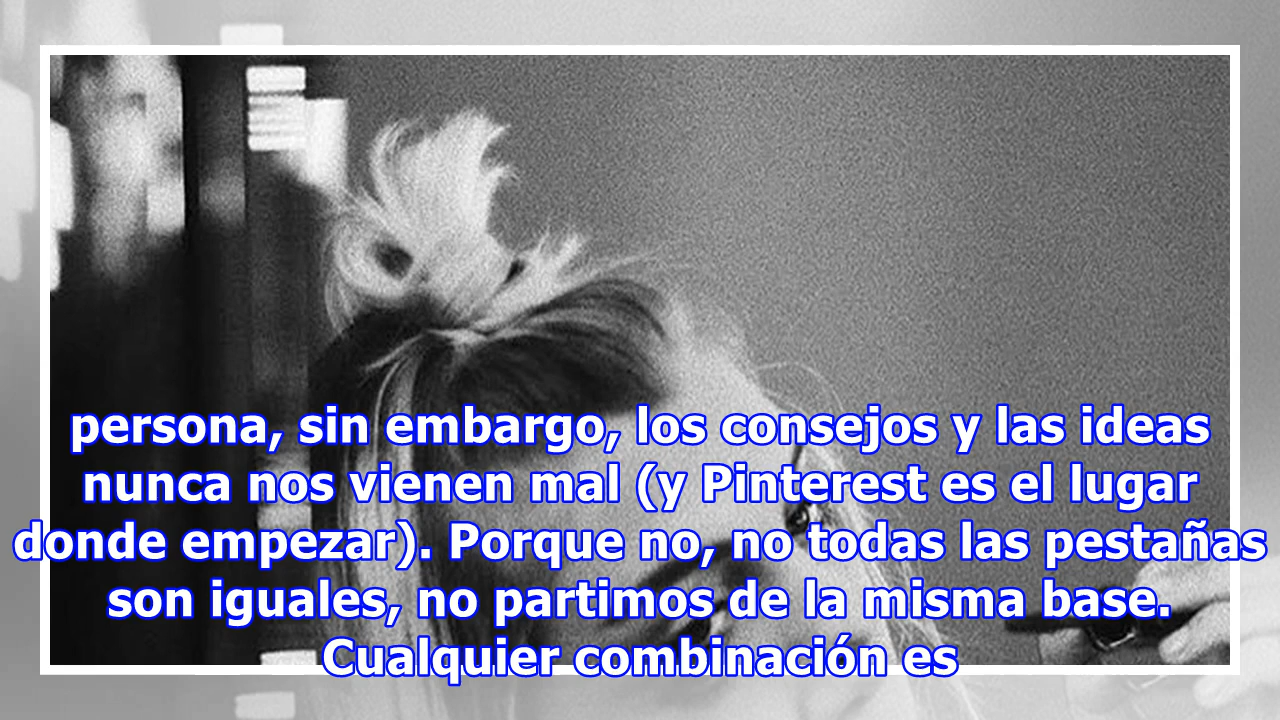 persona, sin embargo, los consejos y las ideas
nunca nos vienen mal (y Pinterest es el lugar
donde empezar). Porque no, no todas las pestañas
son iguales, no partimos de la misma base.
Cualquier combinación es